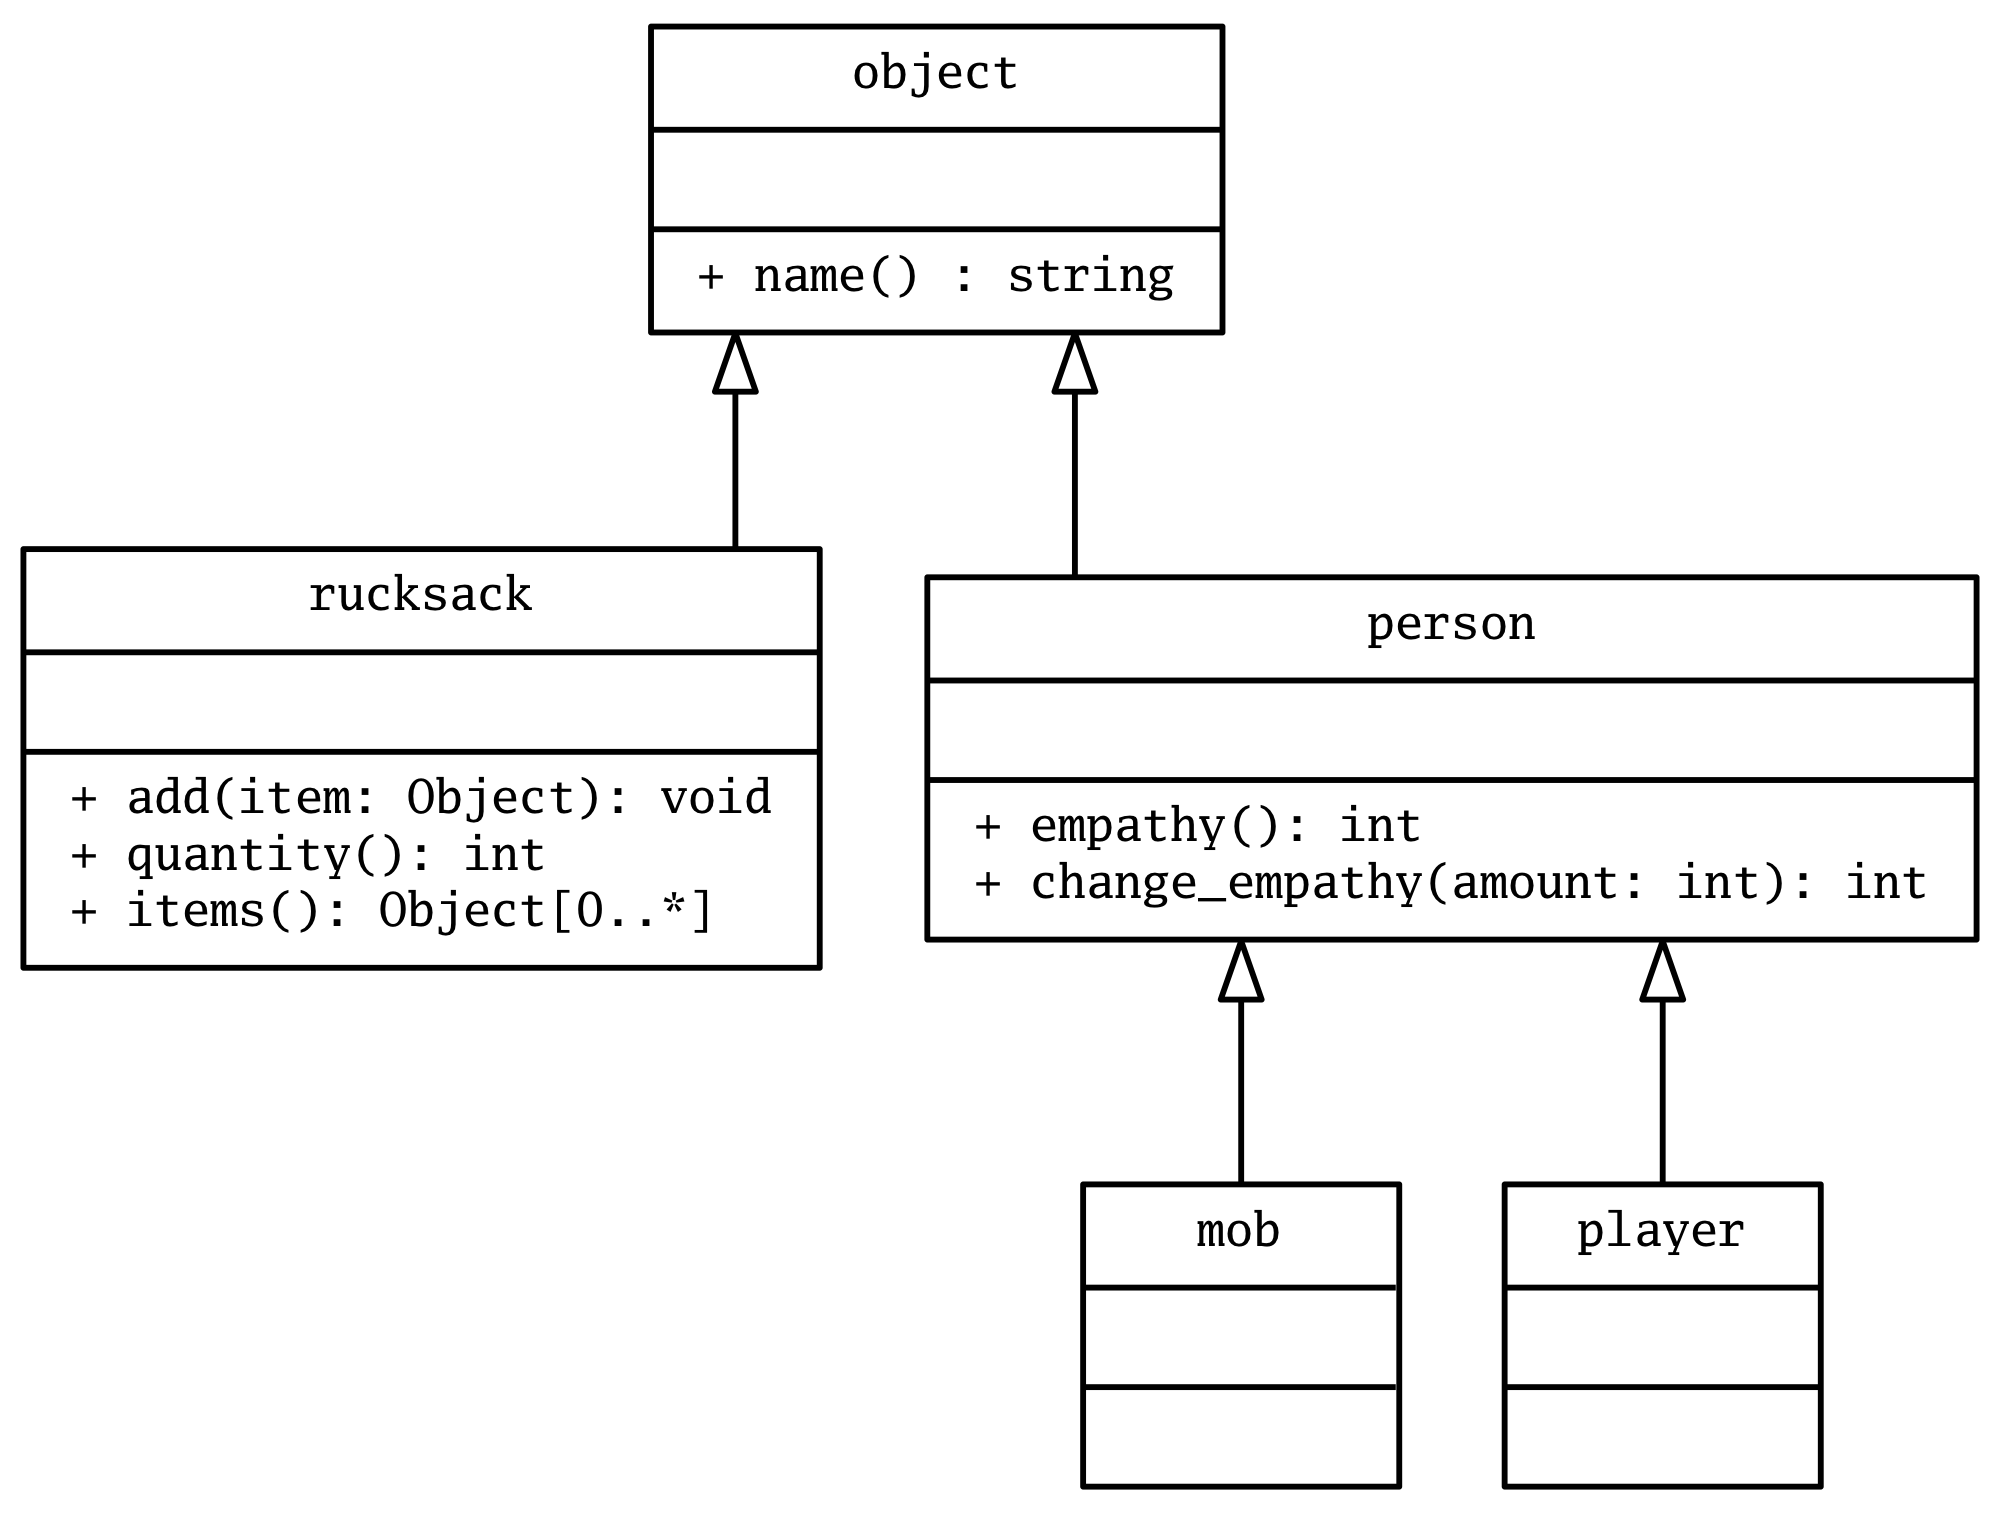 object
+ name() : string
rucksack
+ add(item: Object): void
+ quantity(): int
+ items(): Object[0..*]
person
+ empathy(): int
+ change_empathy(amount: int): int
mob
player